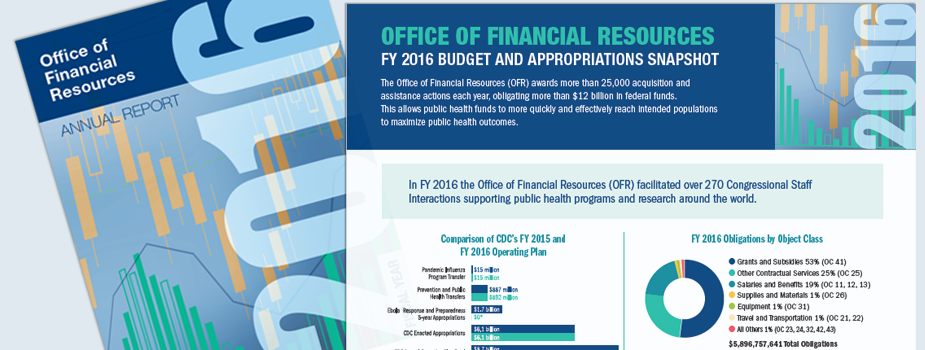 Office of
Financial
Resources
ANNUAL REPORT
2016
OFFICE OF FINANCIAL RESOURCES
FY 2016 BUDGET AND APPROPRIATIONS SNAPSHOT
The Office of Financial Resources (OFR) awards more than 25,000 acquisition and
assistance actions each year, obligating more than $12 billion in federal funds.
This allows public health funds to more quickly and effectively reach intended populations
to maximize public health outcomes.
2016
In FY 2016 the Office of Financial Resources (OFR) facilitated over 270 Congressional Staff
Interactions supporting public health programs and research around the world.
Comparison of CDC's FY 2015 and
FY 2016 Operating Plan
Pandemic Influenza
Program Transfer
$15 million
$15 million
Prevention and Public
Health Transfers
$887 million
$892 million
Ebola Response and Preparedness
5-year Appropriations
$1.7 billion
$0*
CDC Enacted Appropriations
$6.1 billion
$6.1 billion
FY 2016 Obligations by Object Class
Grants and Subsidies 53% (OC 41)
Other Contractual Services 25% (OC 25)
Salaries and Benefits 19% (OC 11, 12, 13)
Supplies and Materials 1% (OC 26)
Equipment 1% (OC 31)
Travel and Transportation 1% (OC 21, 22)
All Others 1% (OC 23, 24, 32, 42, 43)
$5,896,757,641 Total Obligations